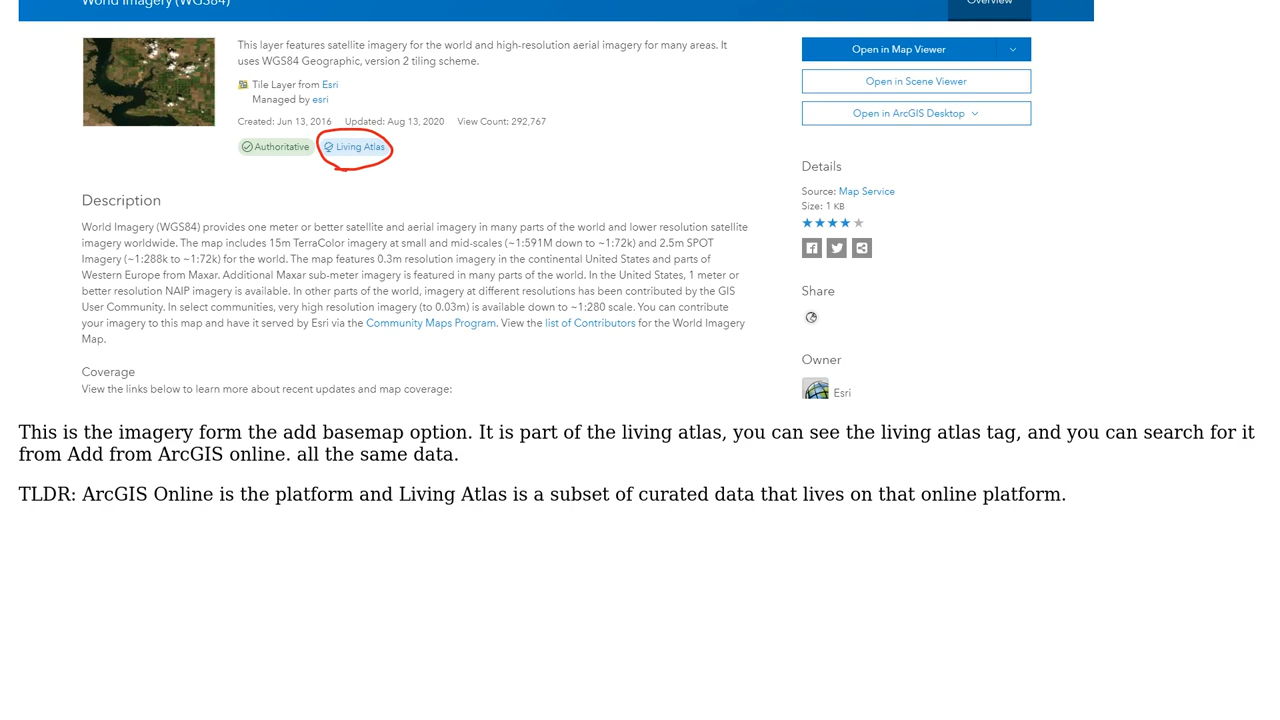 World Imagery (WGS84)
Overview
This layer features satellite imagery for the world and high-resolution aerial imagery for many areas. It
uses WGS84 Geographic, version 2 tiling scheme.
Tile Layer from Esri
Managed by esri
Created: Jun 13, 2016 Updated: Aug 13, 2020 View Count: 292,767
Authoritative Living Atlas
Description
World Imagery (WGS84) provides one meter or better satellite and aerial imagery in many parts of the world and lower resolution satellite
imagery worldwide. The map includes 15m TerraColor imagery at small and mid-scales (~1:591M down to ~1:72k) and 2.5m SPOT
Imagery (~1:288k to ~1:72k) for the world. The map features 0.3m resolution imagery in the continental United States and parts of
Western Europe from Maxar. Additional Maxar sub-meter imagery is featured in many parts of the world. In the United States, 1 meter or
better resolution NAIP imagery is available. In other parts of the world, imagery at different resolutions has been contributed by the GIS
User Community. In select communities, very high resolution imagery (to 0.03m) is available down to ~1:280 scale. You can contribute
your imagery to this map and have it served by Esri via the Community Maps Program. View the list of Contributors for the World Imagery
Map.
Coverage
View the links below to learn more about recent updates and map coverage:
Open in Map Viewer
Open in Scene Viewer
Open in ArcGIS Desktop
Details
Source: Map Service
Size: 1 KB
Share
Owner
Esri
This is the imagery form the add basemap option. It is part of the living atlas, you can see the living atlas tag, and you can search for it
from Add from ArcGIS online. all the same data.
TLDR: ArcGIS Online is the platform and Living Atlas is a subset of curated data that lives on that online platform.